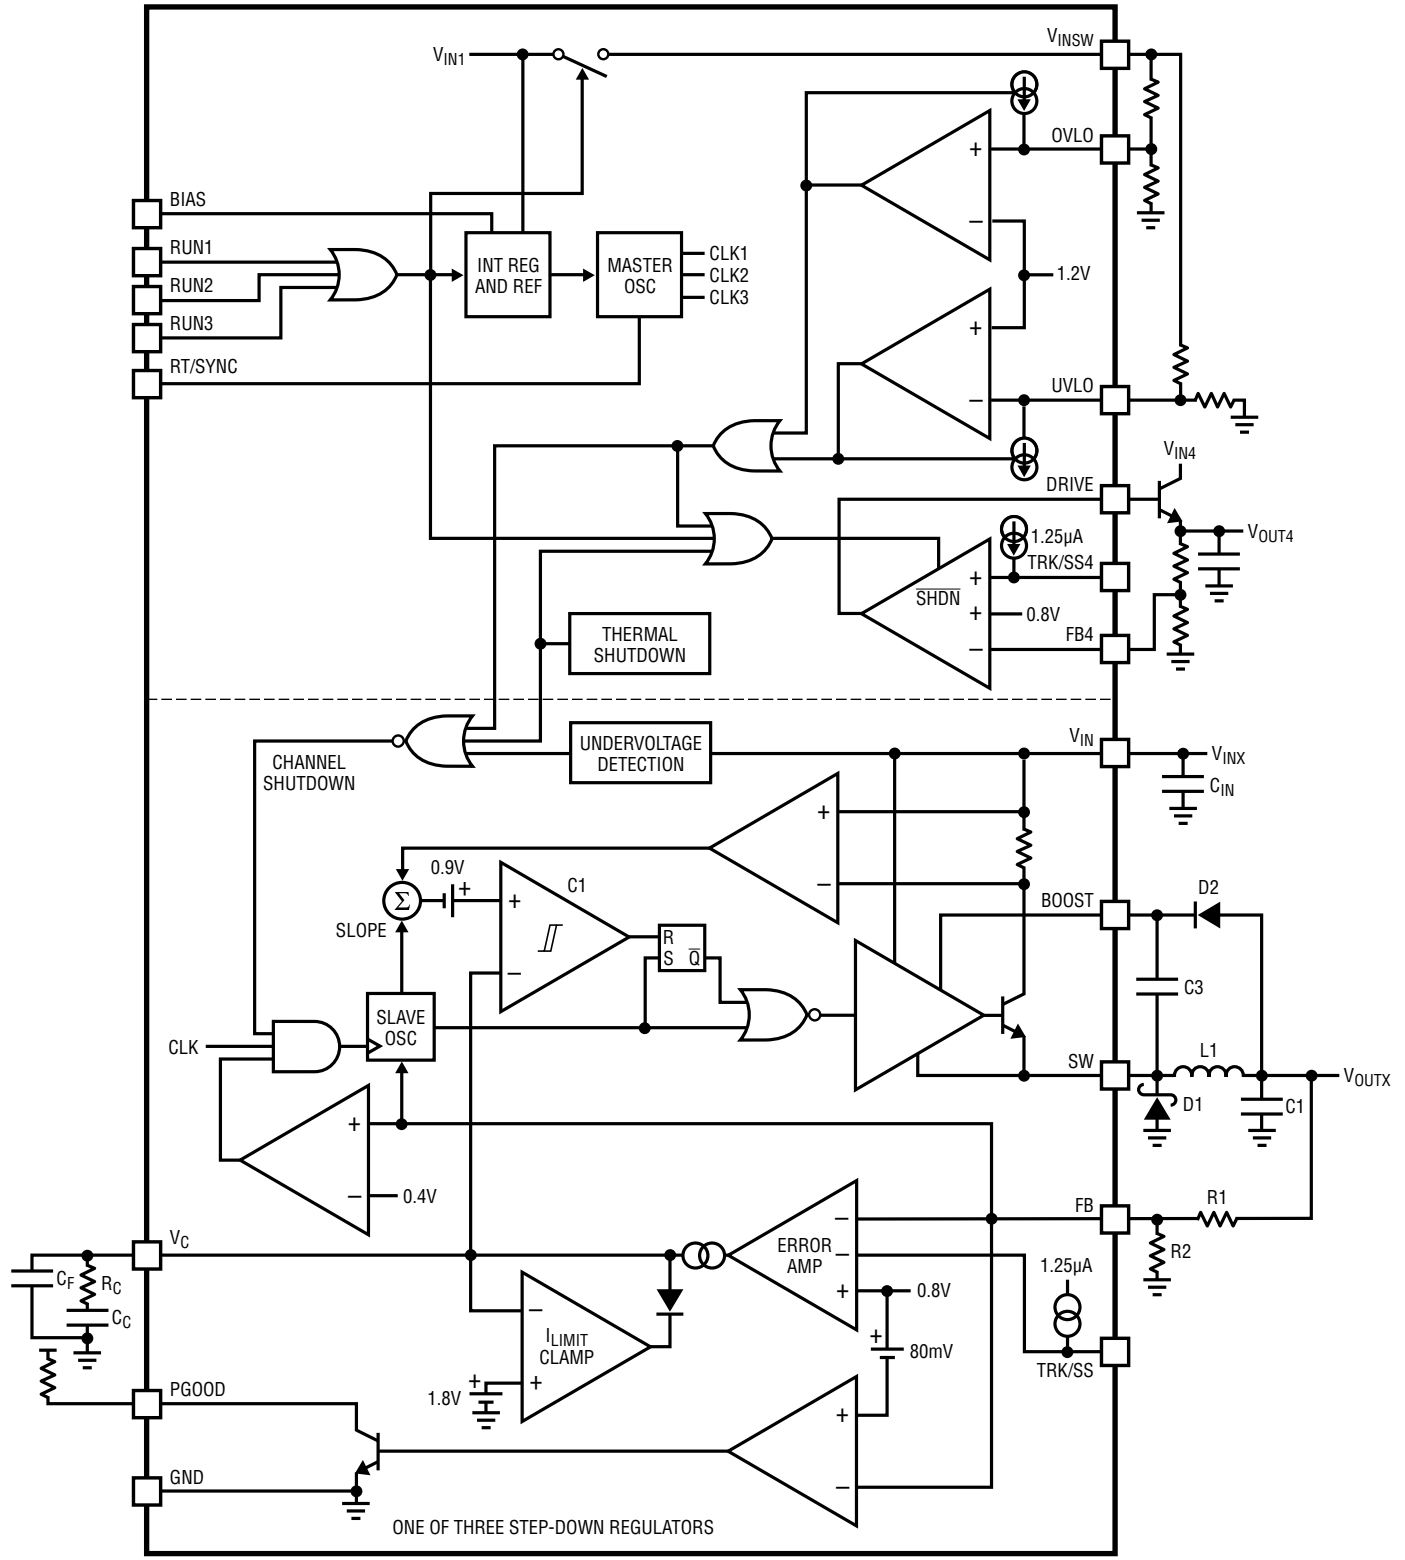 VIN1
VINSW
OVLO
BIAS
RUN1
RUN2
RUN3
RT/SYNC
INT REG
AND REF
MASTER
OSC
CLK1
CLK2
CLK3
+
–
1.2V
+
–
UVLO
VIN4
DRIVE
VOUT4
1.25µA
TRK/SS4
SHDN
+
+
–
0.8V
FB4
THERMAL
SHUTDOWN
CHANNEL
SHUTDOWN
UNDERVOLTAGE
DETECTION
VIN
VINX
CIN
+
–
0.9V
+
Σ
SLOPE
C1
+
–
R
S
Q
BOOST
D2
C3
SLAVE
OSC
CLK
SW
L1
VOUTX
D1
C1
+
–
0.4V
FB
R1
R2
VC
CF
RC
CC
ERROR
AMP
–
–
+
0.8V
1.25µA
+
80mV
TRK/SS
–
ILIMIT
CLAMP
+
1.8V
+
PGOOD
+
–
GND
ONE OF THREE STEP-DOWN REGULATORS